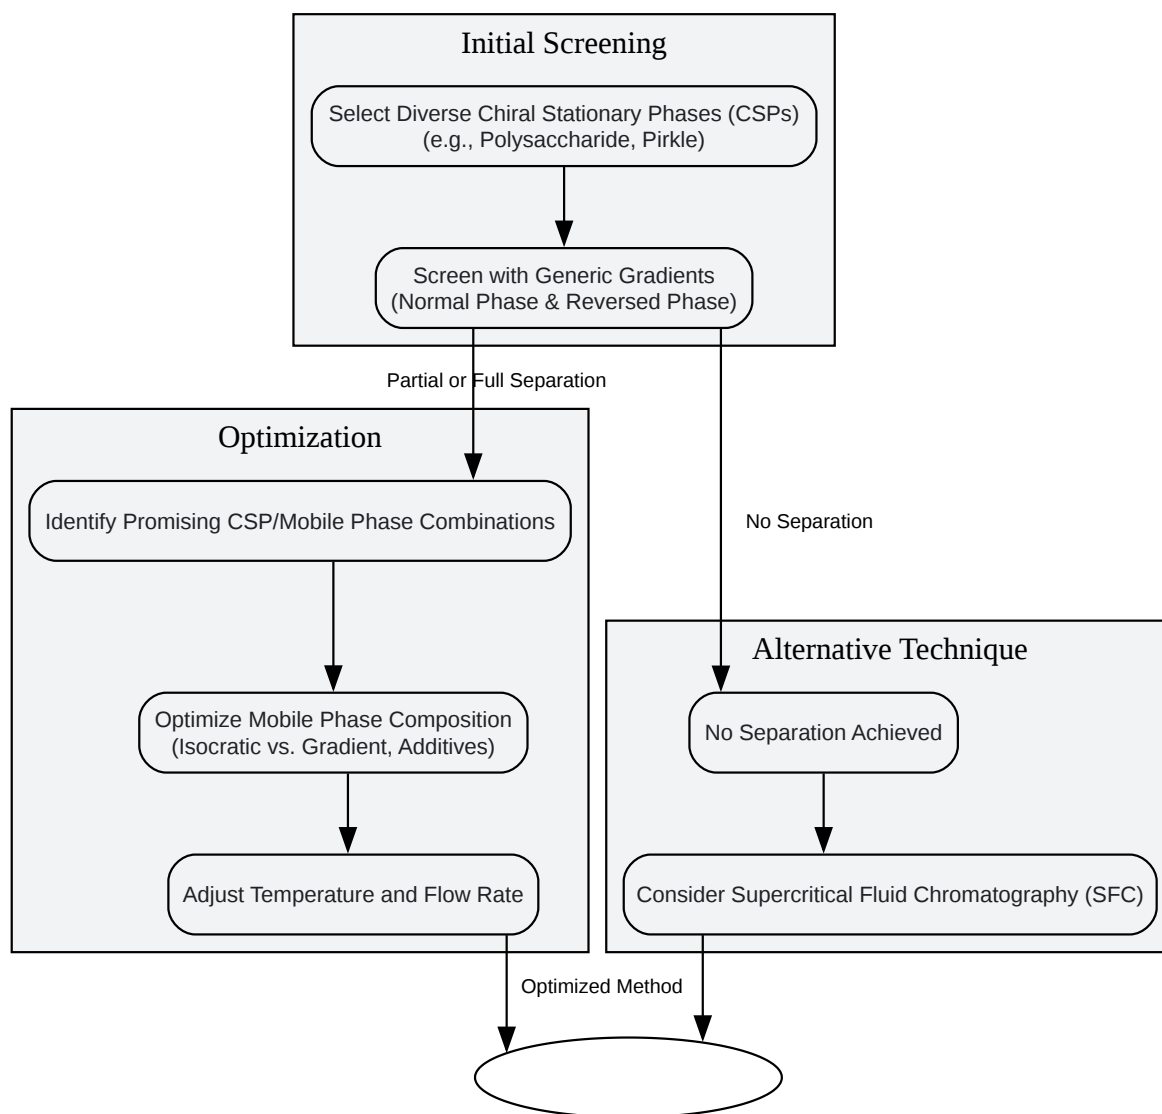 Initial Screening
Select Diverse Chiral Stationary Phases (CSPs)
(e.g., Polysaccharide, Pirkle)
Screen with Generic Gradients
(Normal Phase & Reversed Phase)
Partial or Full Separation
Optimization
Identify Promising CSP/Mobile Phase Combinations
No Separation
Alternative Technique
Optimize Mobile Phase Composition
(Isocratic vs. Gradient, Additives)
No Separation Achieved
Adjust Temperature and Flow Rate
Consider Supercritical Fluid Chromatography (SFC)
Optimized Method